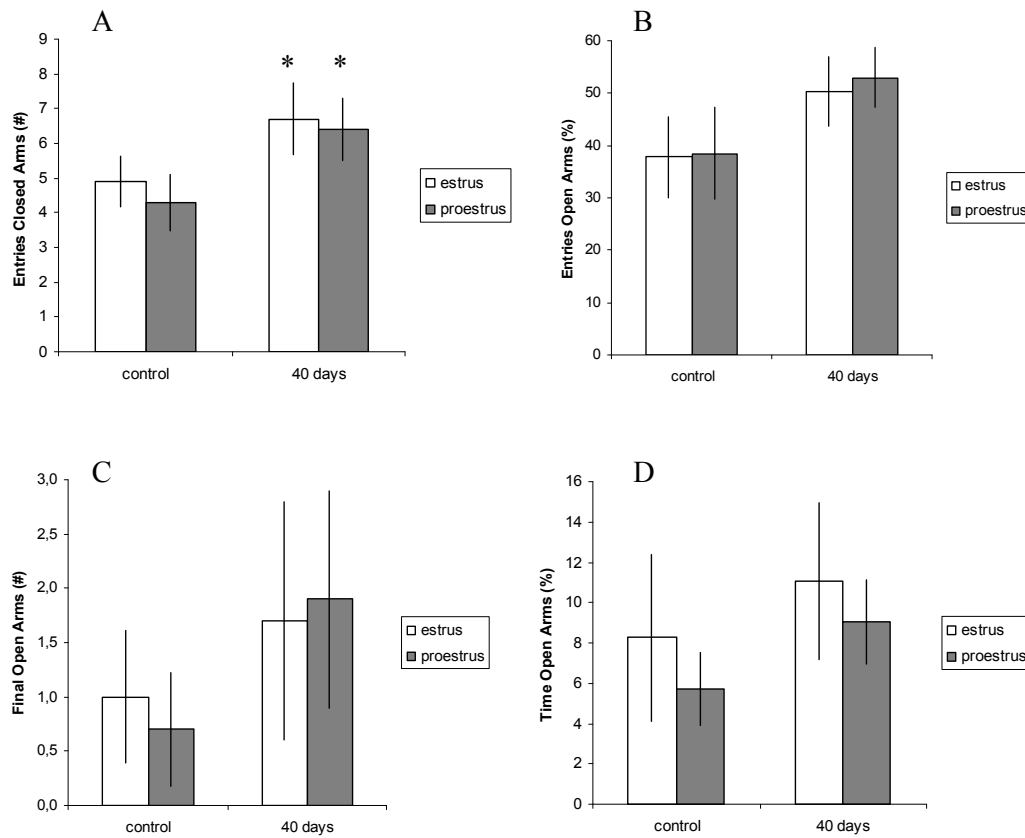 A
Entries Closed Arms (#)
9
8
7
6
5
4
3
2
1
0
* *
control 40 days
estrus
proestrus
B
Entries Open Arms (%)
60
50
40
30
20
10
0
control 40 days
estrus
proestrus
C
Final Open Arms (#)
3,0
2,5
2,0
1,5
1,0
0,5
0,0
control 40 days
estrus
proestrus
D
Time Open Arms (%)
16
14
12
10
8
6
4
2
0
control 40 days
estrus
proestrus